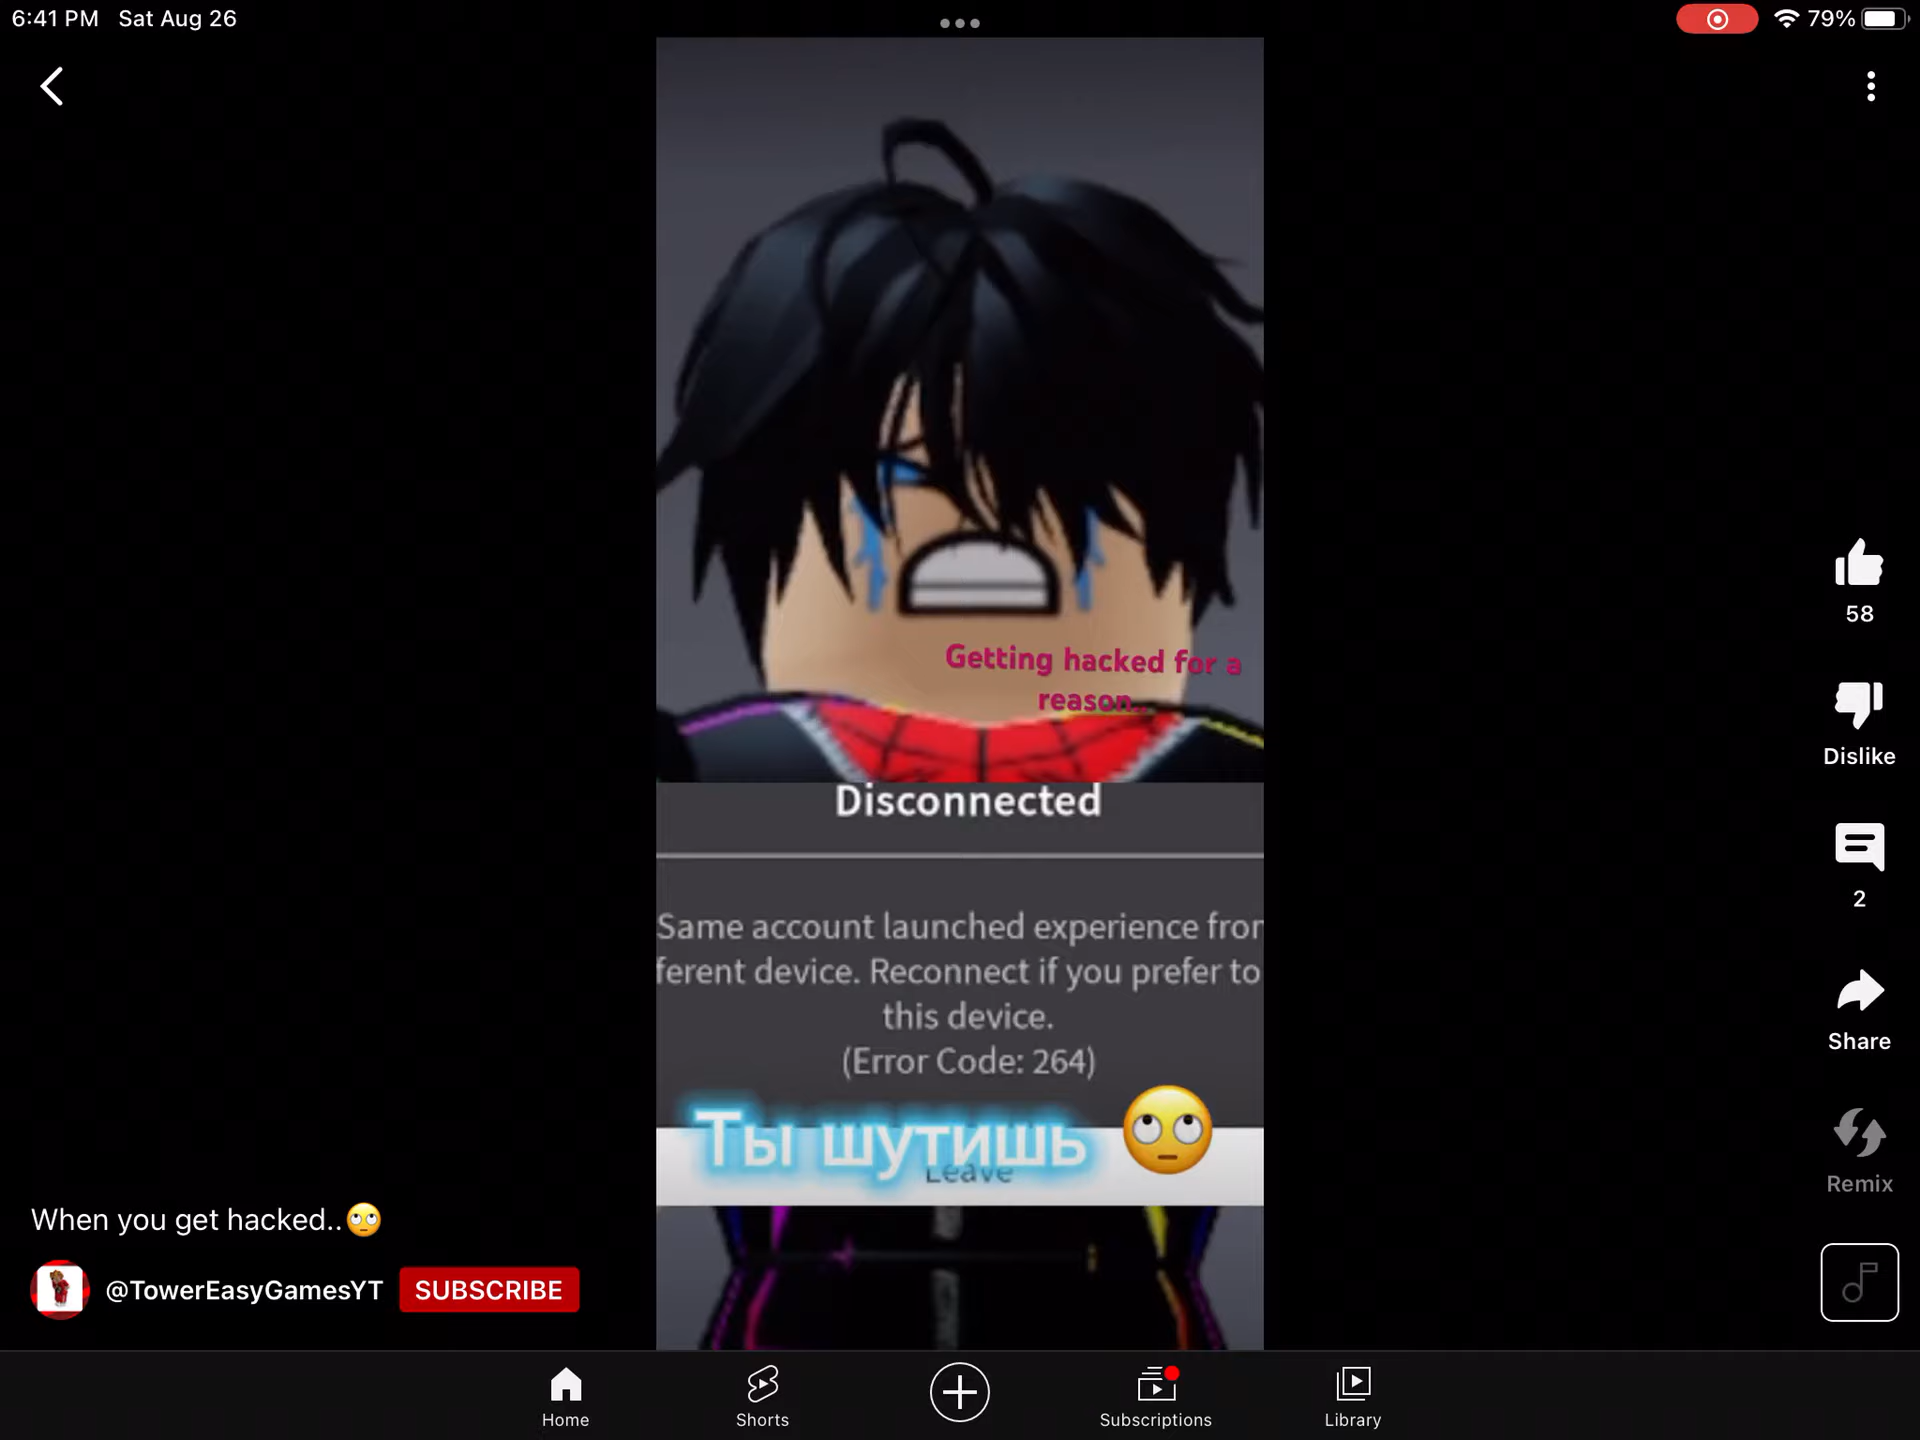 6:41 PM Sat Aug 26
79%
Getting hacked for a
reason..
Disconnected
Same account launched experience from
ferent device. Reconnect if you prefer to
this device.
(Error Code: 264)
Ты шутишь 🙄
Leave
58
Dislike
2
Share
Remix
When you get hacked..🙄
@TowerEasyGamesYT SUBSCRIBE
Home
Shorts
Subscriptions
Library